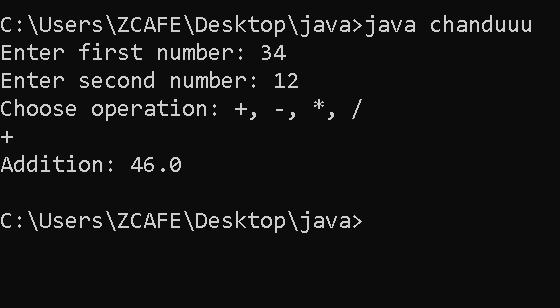 C:\Users\ZCAFE\Desktop\java>java chanduuu
Enter first number: 34
Enter second number: 12
Choose operation: +, -, *, /
+
Addition: 46.0
C:\Users\ZCAFE\Desktop\java>